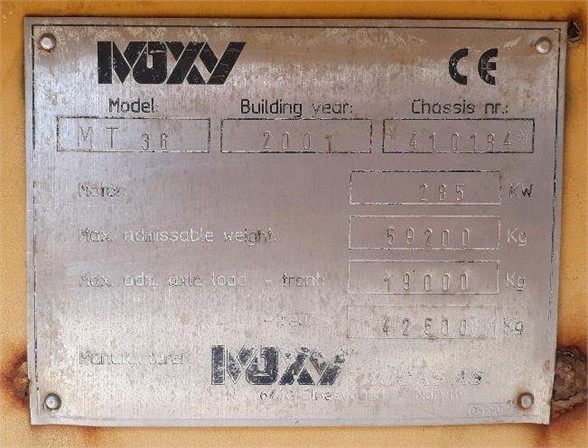 MOXY CE
Model: Building year: Chassis nr.:
MT 36 2001 *410184*
Motor: 285 KW
Max. admissable weight: 59200 Kg
Max. adm. axle load - front: 19000 Kg
42500 Kg
Manufacturer: MOXY AS